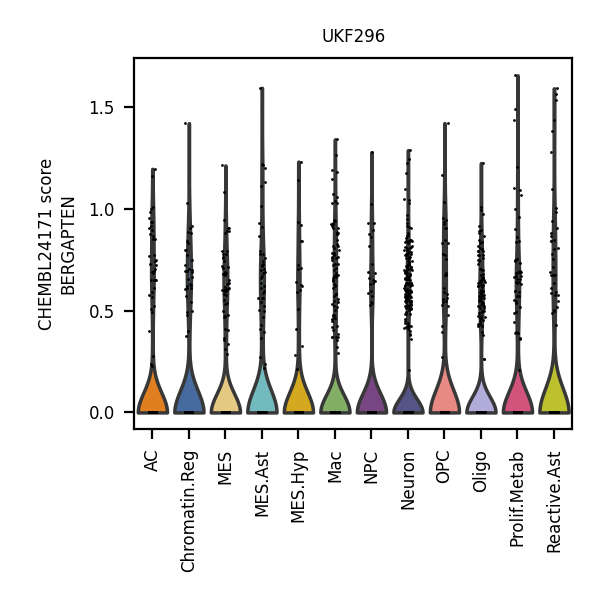 UKF296
CHEMBL24171 score
BERGAPTEN
1.5
1.0
0.5
0.0
AC
Chromatin.Reg
MES
MES.Ast
MES.Hyp
Mac
NPC
Neuron
OPC
Oligo
Prolif.Metab
Reactive.Ast